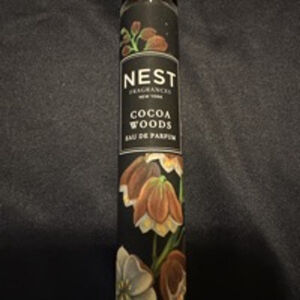 NEST
FRAGRANCES
NEW YORK
COCOA
WOODS
EAU DE PARFUM